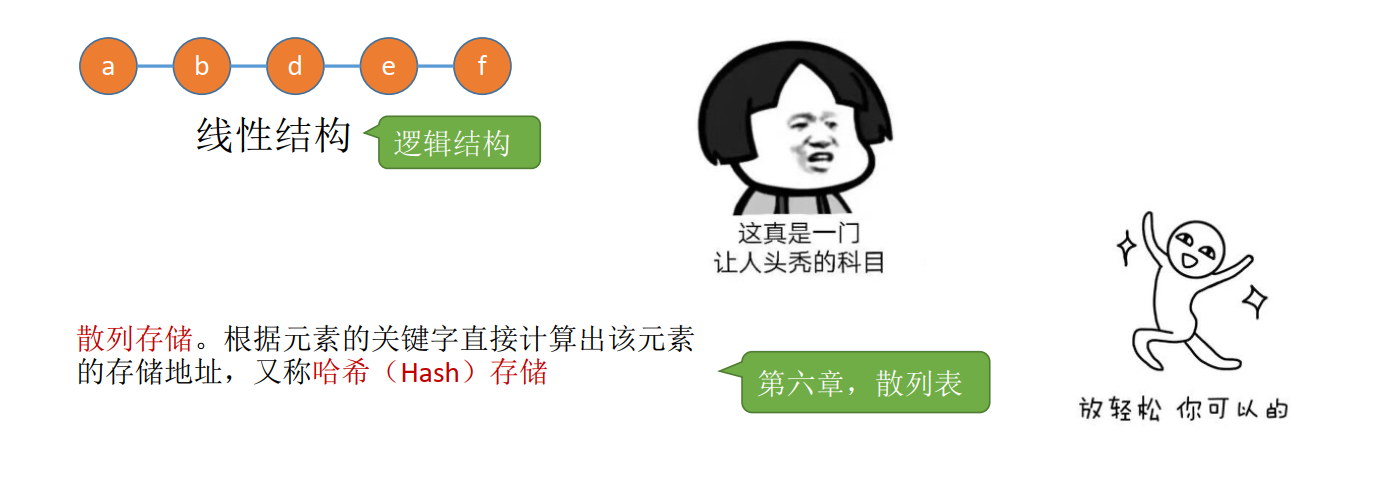 a b d e f
线性结构
逻辑结构
这真是一门
让人头秃的科目
散列存储。根据元素的关键字直接计算出该元素
的存储地址，又称哈希（Hash）存储
第六章，散列表
放轻松 你可以的